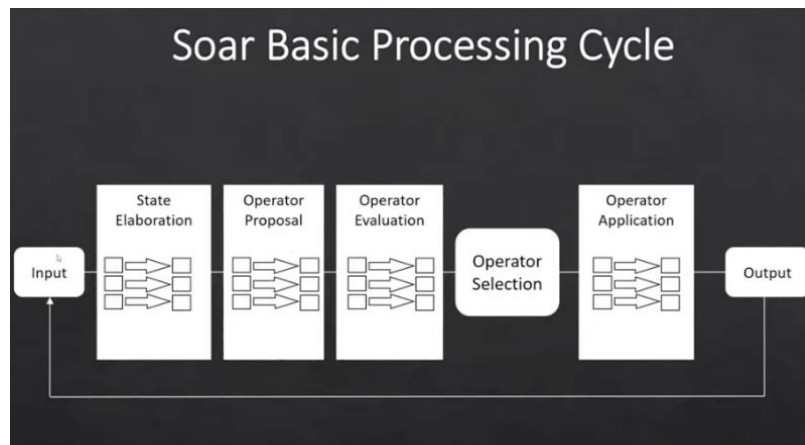 Soar Basic Processing Cycle
Input
State
Elaboration
Operator
Proposal
Operator
Evaluation
Operator
Selection
Operator
Application
Output